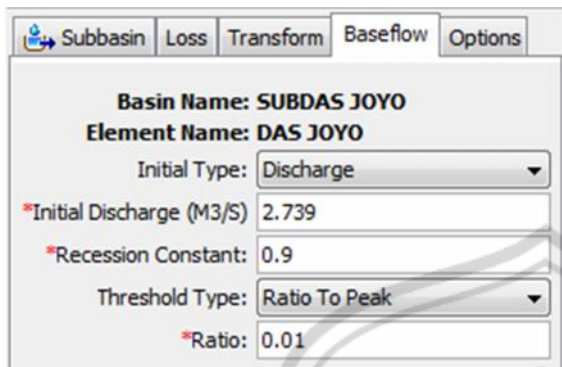 Subbasin Loss Transform Baseflow Options
Basin Name: SUBDAS JOYO
Element Name: DAS JOYO
Initial Type: Discharge
*Initial Discharge (M3/S) 2.739
*Recession Constant: 0.9
Threshold Type: Ratio To Peak
*Ratio: 0.01